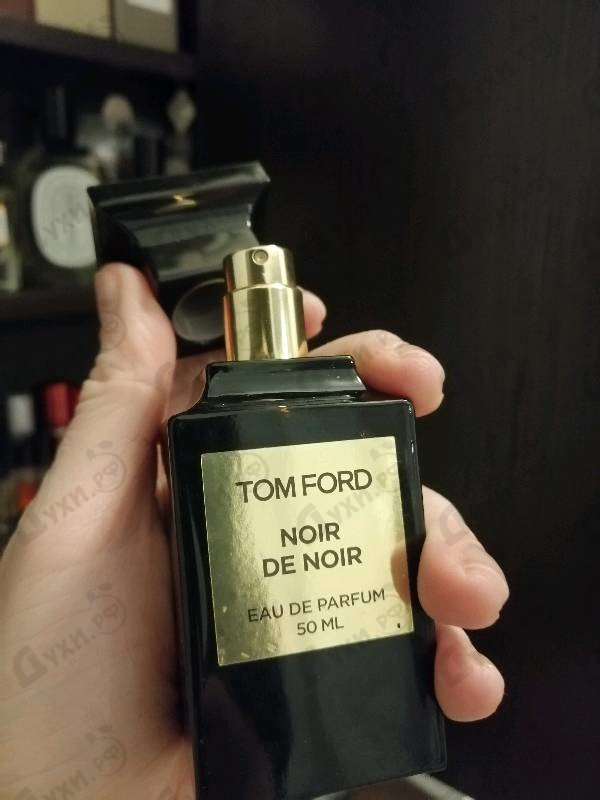 TOM FORD
NOIR
DE NOIR
EAU DE PARFUM
50 ML
Духи.РФ